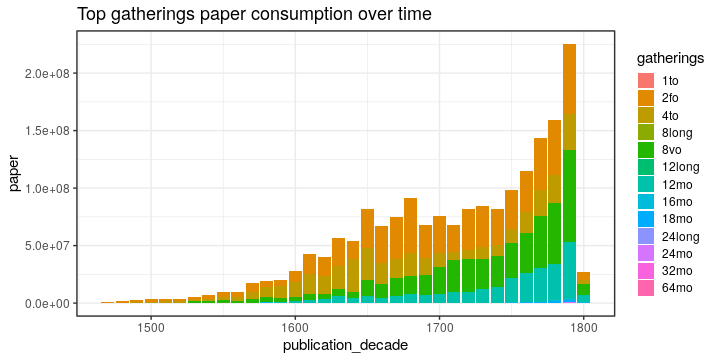 Top gatherings paper consumption over time
paper
2.0e+08
1.5e+08
1.0e+08
5.0e+07
0.0e+00
1500
1600
1700
1800
publication_decade
gatherings
1to
2fo
4to
8long
8vo
12long
12mo
16mo
18mo
24long
24mo
32mo
64mo